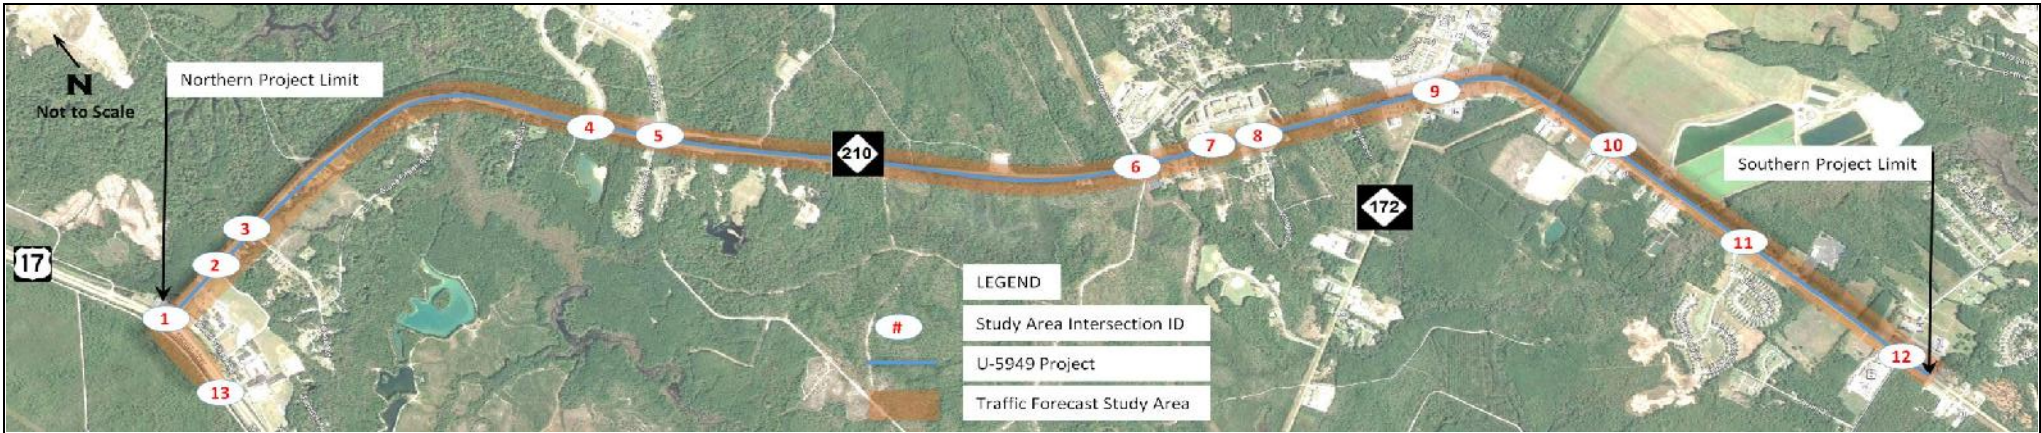 N
Not to Scale
Northern Project Limit
17
1
2
3
4
5
210
6
7
8
9
172
10
11
12
13
Southern Project Limit
LEGEND
#
Study Area Intersection ID
U-5949 Project
Traffic Forecast Study Area